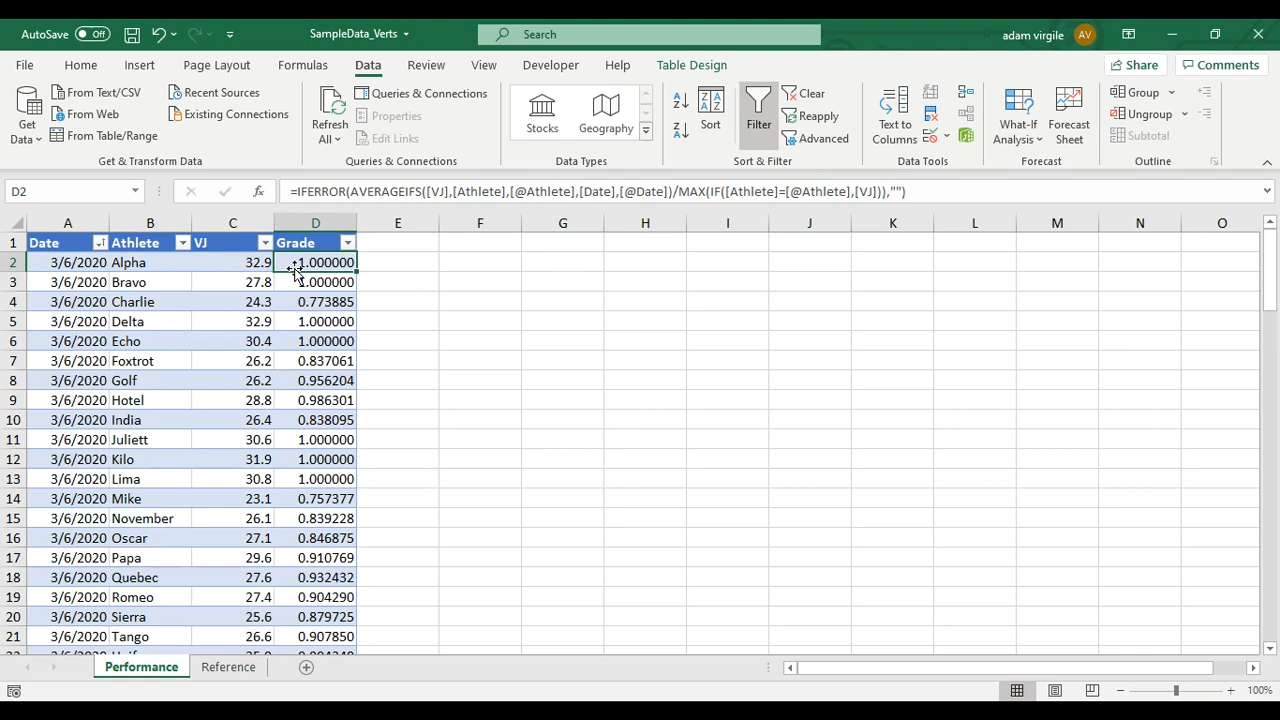 AutoSave Off SampleData_Verts Search adam virgile AV
File Home Insert Page Layout Formulas Data Review View Developer Help Table Design Share Comments
Get Data From Text/CSV From Web From Table/Range Recent Sources Existing Connections
Get & Transform Data
Refresh All Queries & Connections Properties Edit Links
Queries & Connections
Stocks Geography
Data Types
Sort Filter Clear Reapply Advanced
Sort & Filter
Text to Columns
Data Tools
What-If Analysis Forecast Sheet
Forecast
Group Ungroup Subtotal
Outline
D2 fx =IFERROR(AVERAGEIFS([VJ],[Athlete],[@Athlete],[Date],[@Date])/MAX(IF([Athlete]=[@Athlete],[VJ])),"")
A B C D E F G H I J K L M N O
1 Date Athlete VJ Grade
2 3/6/2020 Alpha 32.9 1.000000
3 3/6/2020 Bravo 27.8 1.000000
4 3/6/2020 Charlie 24.3 0.773885
5 3/6/2020 Delta 32.9 1.000000
6 3/6/2020 Echo 30.4 1.000000
7 3/6/2020 Foxtrot 26.2 0.837061
8 3/6/2020 Golf 26.2 0.956204
9 3/6/2020 Hotel 28.8 0.986301
10 3/6/2020 India 26.4 0.838095
11 3/6/2020 Juliett 30.6 1.000000
12 3/6/2020 Kilo 31.9 1.000000
13 3/6/2020 Lima 30.8 1.000000
14 3/6/2020 Mike 23.1 0.757377
15 3/6/2020 November 26.1 0.839228
16 3/6/2020 Oscar 27.1 0.846875
17 3/6/2020 Papa 29.6 0.910769
18 3/6/2020 Quebec 27.6 0.932432
19 3/6/2020 Romeo 27.4 0.904290
20 3/6/2020 Sierra 25.6 0.879725
21 3/6/2020 Tango 26.6 0.907850
Performance Reference
100%